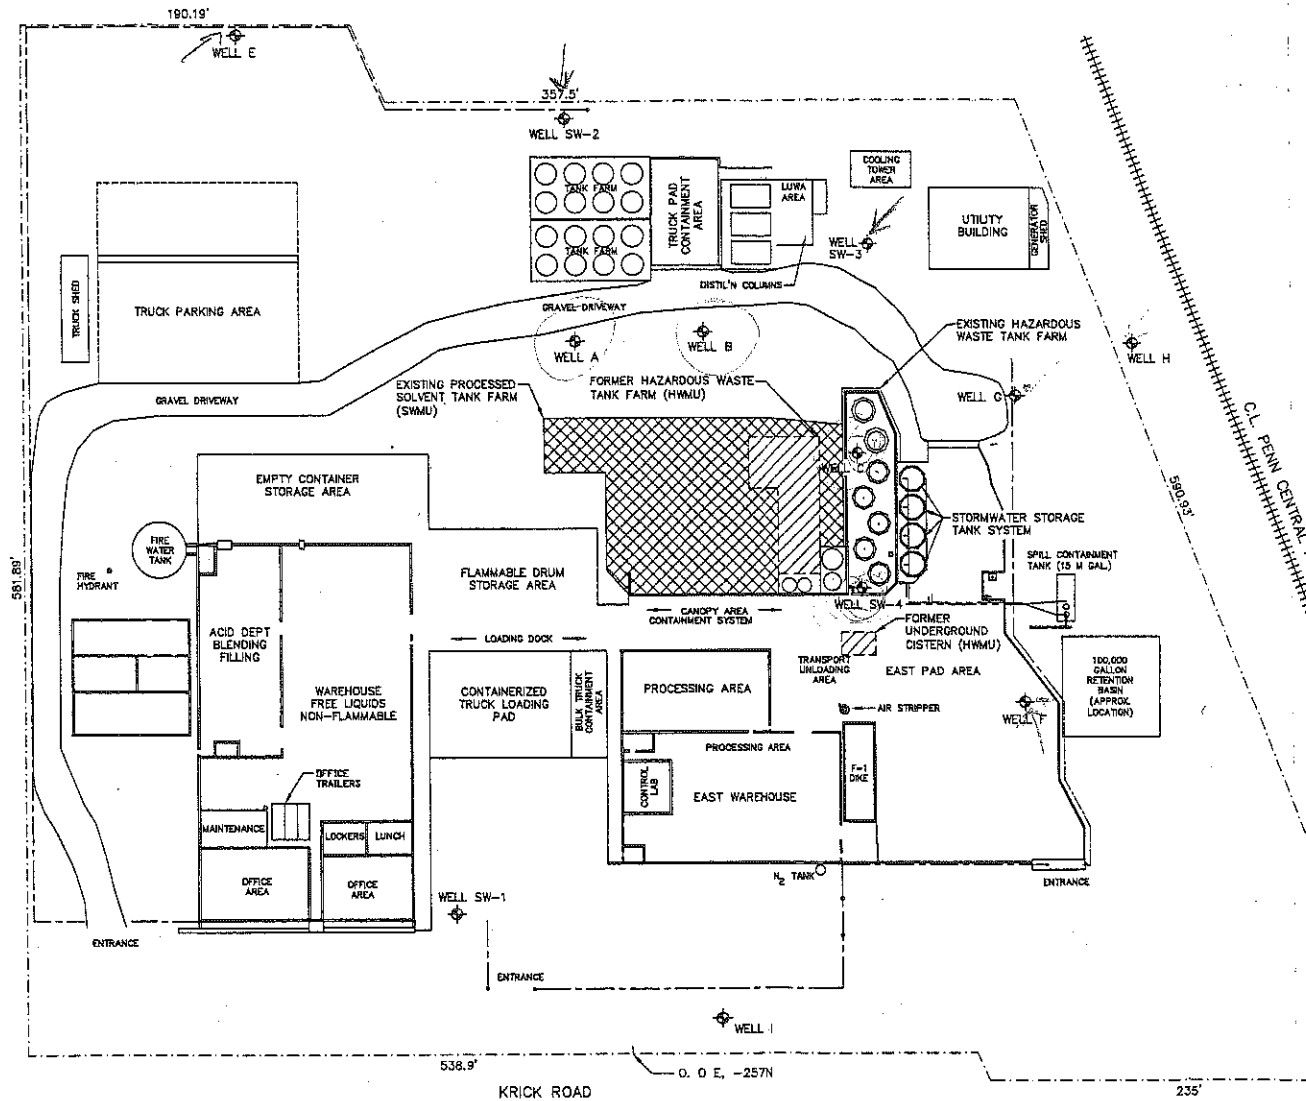 190.19'
WELL E
357.5'
WELL SW-2
TANK FARM
TANK FARM
TRUCK PAD
CONTAINMENT
AREA
LUWA
AREA
COOLING
TOWER
AREA
UTILITY
BUILDING
GENERATOR
SHED
WELL
SW-3
DISTIL'N COLUMNS
TRUCK SHED
TRUCK PARKING AREA
GRAVEL DRIVEWAY
WELL A
WELL B
EXISTING HAZARDOUS
WASTE TANK FARM
WELL H
C.L. PENN CENTRAL
GRAVEL DRIVEWAY
EXISTING PROCESSED
SOLVENT TANK FARM
(SWMU)
FORMER HAZARDOUS WASTE
TANK FARM (HWMU)
WELL G
WELL C
EMPTY CONTAINER
STORAGE AREA
590.93'
STORMWATER STORAGE
TANK SYSTEM
FIRE
WATER
TANK
FIRE
HYDRANT
581.89'
FLAMMABLE DRUM
STORAGE AREA
SPILL CONTAINMENT
TANK (15 M GAL.)
WELL SW-4
CANOPY AREA
CONTAINMENT SYSTEM
FORMER
UNDERGROUND
CISTERN (HWMU)
ACID DEPT
BLENDING
FILLING
LOADING DOCK
TRANSPORT
UNLOADING
AREA
EAST PAD AREA
100,000
GALLON
RETENTION
BASIN
(APPROX.
LOCATION)
WAREHOUSE
FREE LIQUIDS
NON-FLAMMABLE
CONTAINERIZED
TRUCK LOADING
PAD
BULK TRUCK
CONTAINMENT
AREA
PROCESSING AREA
AIR STRIPPER
WELL F
PROCESSING AREA
OFFICE
TRAILERS
CONTROL
LAB
EAST WAREHOUSE
F-1
DIKE
MAINTENANCE
LOCKERS
LUNCH
OFFICE
AREA
OFFICE
AREA
N2 TANK
ENTRANCE
WELL SW-1
ENTRANCE
ENTRANCE
WELL I
538.9'
0. 0 E, -257N
KRICK ROAD
235'